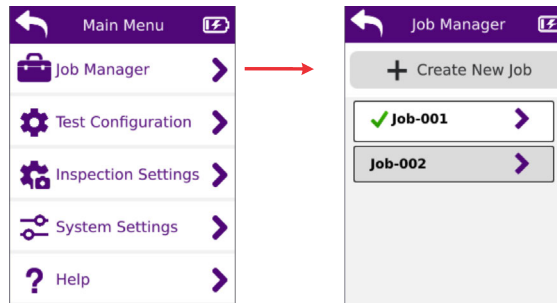 Main Menu
Job Manager
Test Configuration
Inspection Settings
System Settings
? Help
Job Manager
+ Create New Job
Job-001
Job-002